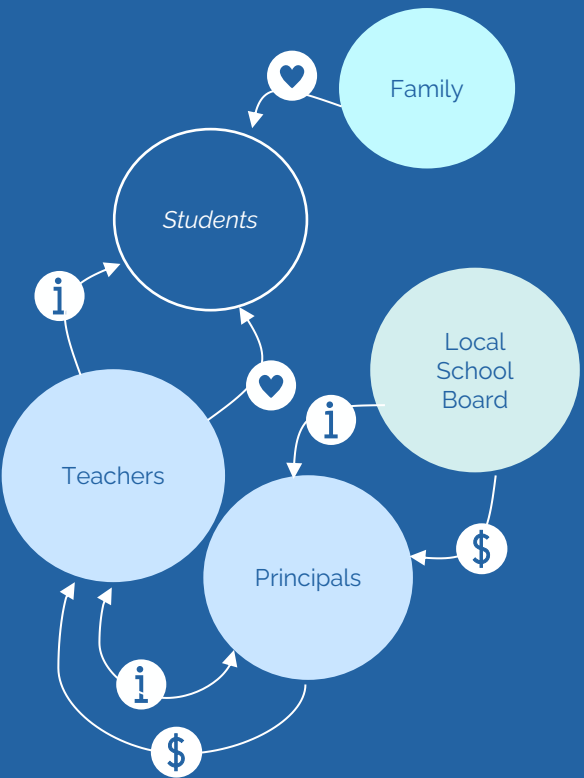 Family
Students
i
Local
School
Board
i
Teachers
$
Principals
i
$